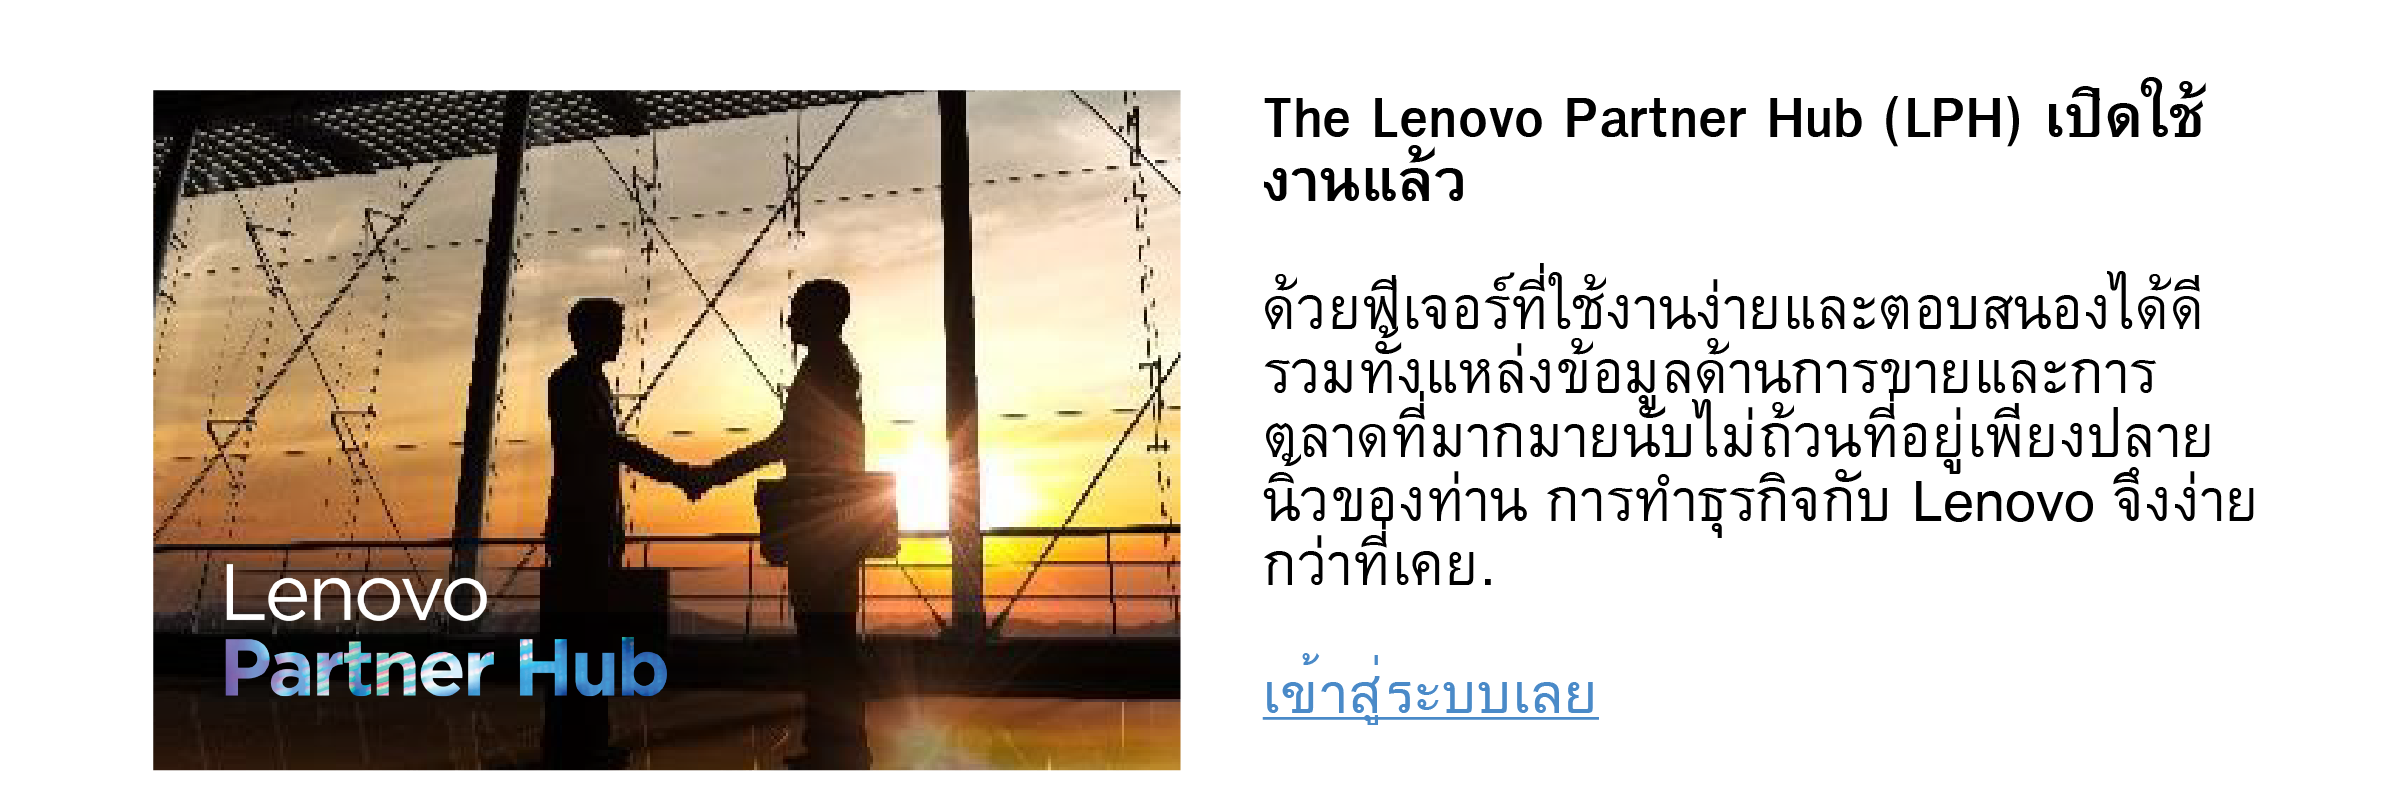 Lenovo
Partner Hub
The Lenovo Partner Hub (LPH) เปิดใช้
งานแล้ว
ด้วยฟีเจอร์ที่ใช้งานง่ายและตอบสนองได้ดี
รวมทั้งแหล่งข้อมูลด้านการขายและการ
ตลาดที่มากมายนับไม่ถ้วนที่อยู่เพียงปลาย
นิ้วของท่าน การทำธุรกิจกับ Lenovo จึงง่าย
กว่าที่เคย.
เข้าสู่ระบบเลย